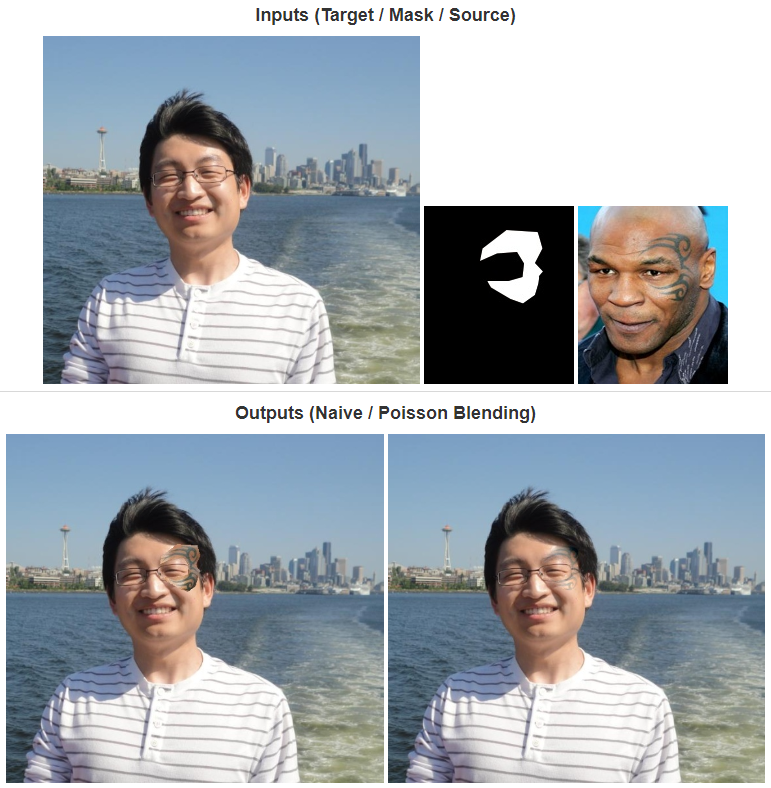 Inputs (Target / Mask / Source)
Outputs (Naive / Poisson Blending)